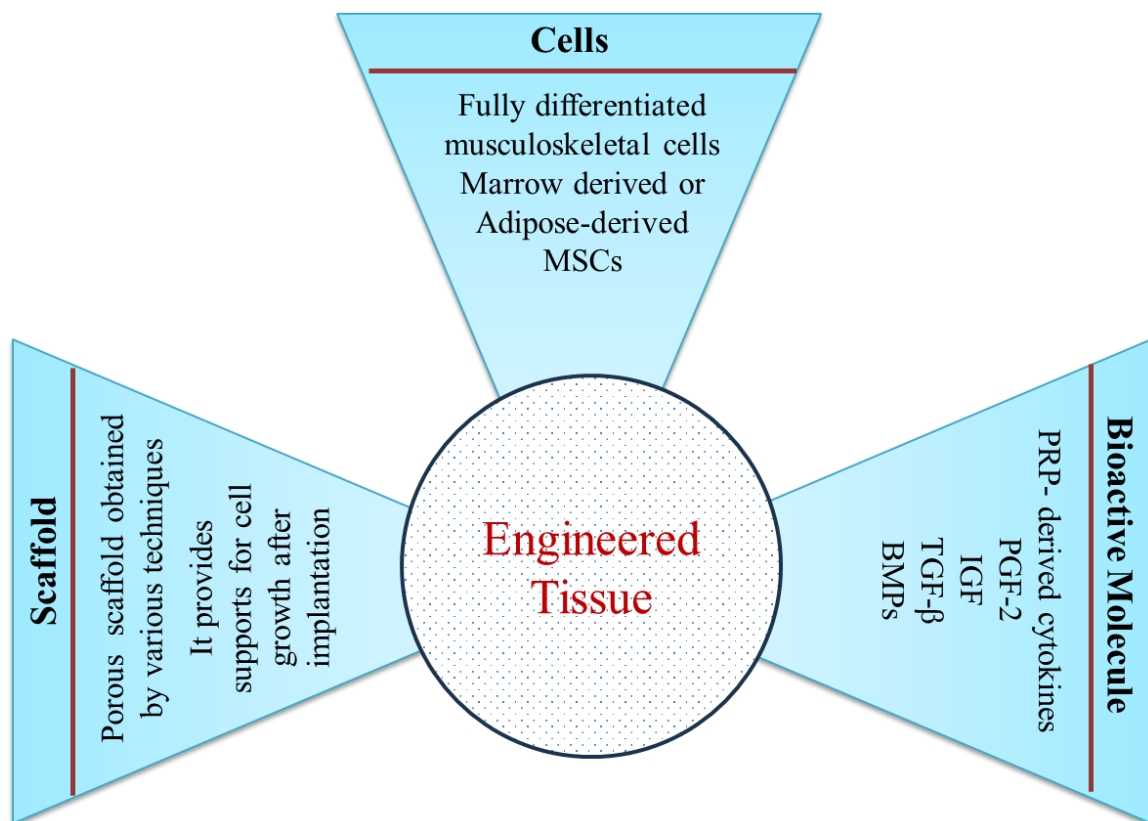 Cells
Fully differentiated
musculoskeletal cells
Marrow derived or
Adipose-derived
MSCs
Scaffold
Porous scaffold obtained
by various techniques
It provides
supports for cell
growth after
implantation
Engineered
Tissue
Bioactive Molecule
PRP- derived cytokines
PGF-2
IGF
TGF-β
BMPs